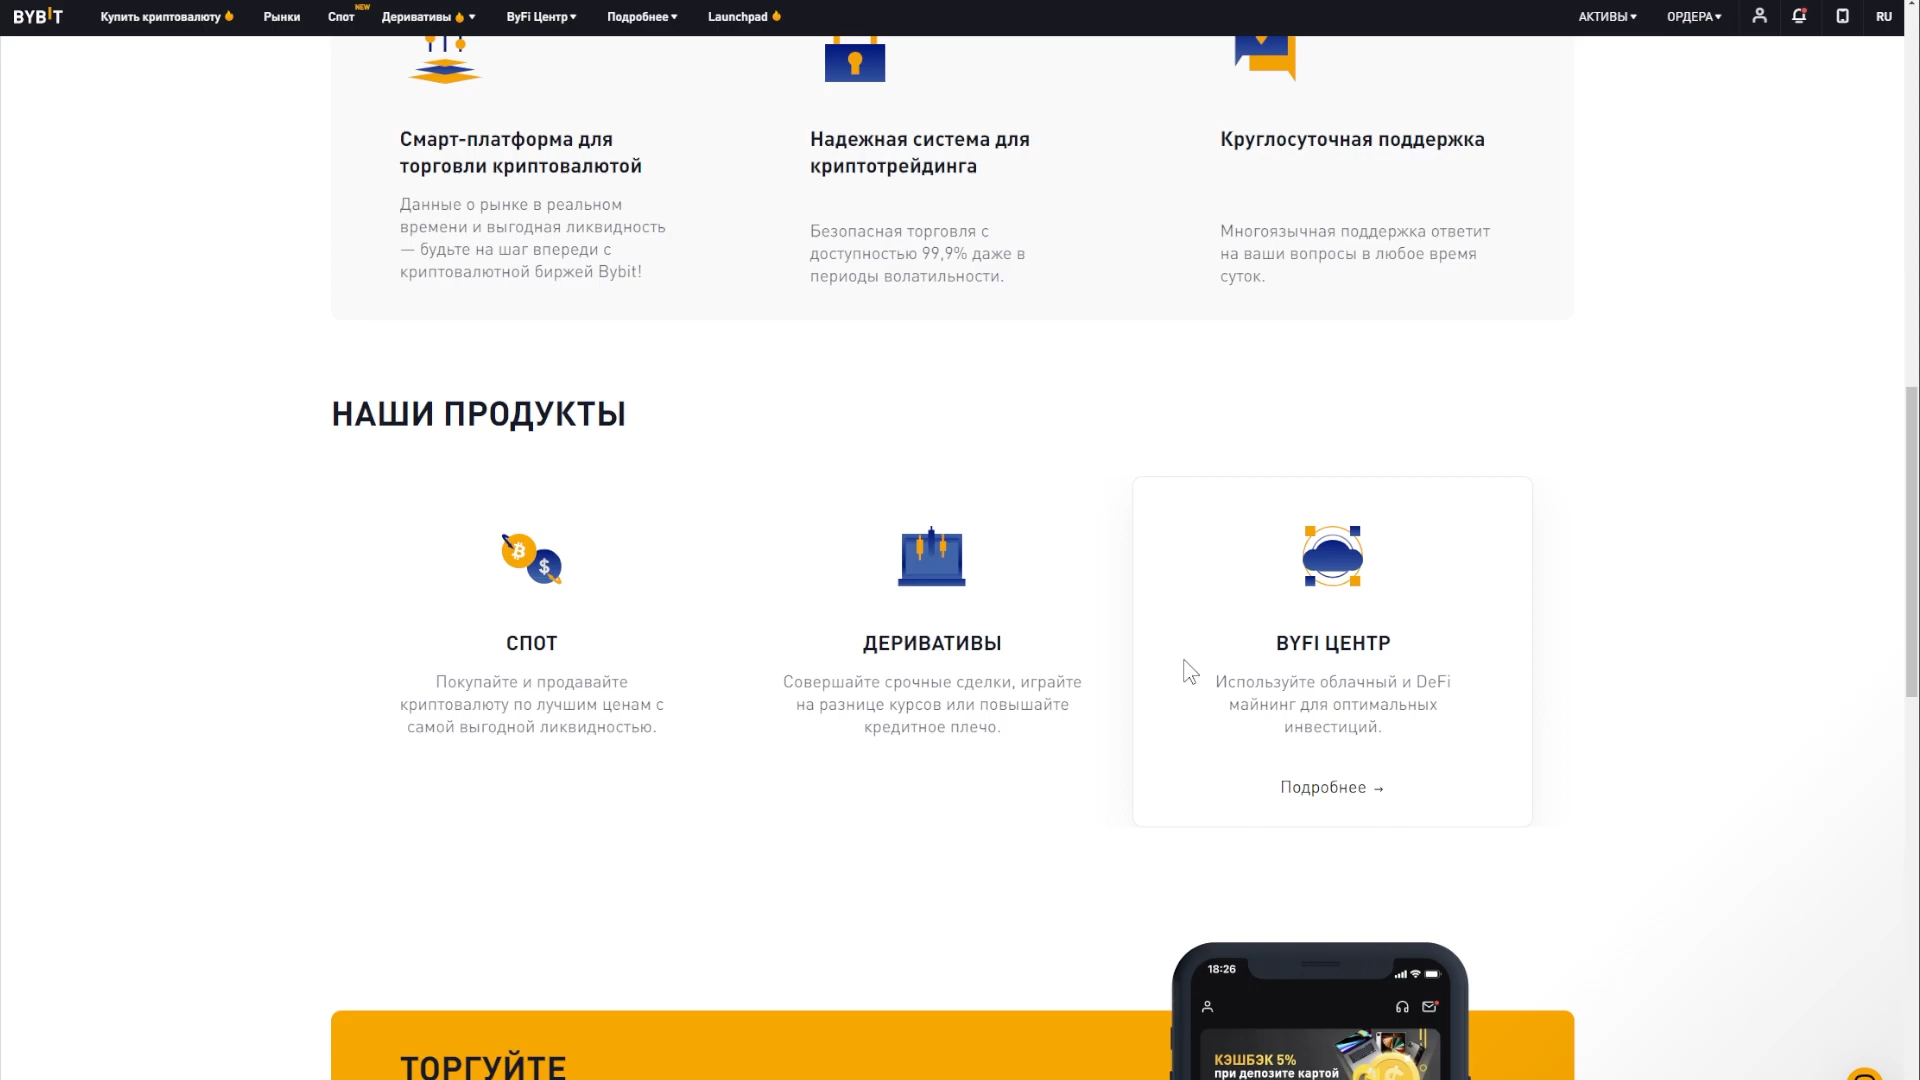 BYBIT
Купить криптовалюту
Рынки
Спот
NEW
Деривативы
ByFi Центр
Подробнее
Launchpad
АКТИВЫ
ОРДЕРА
RU
Смарт-платформа для
торговли криптовалютой
Данные о рынке в реальном
времени и выгодная ликвидность
— будьте на шаг впереди с
криптовалютной биржей Bybit!
Надежная система для
криптотрейдинга
Безопасная торговля с
доступностью 99,9% даже в
периоды волатильности.
Круглосуточная поддержка
Многоязычная поддержка ответит
на ваши вопросы в любое время
суток.
НАШИ ПРОДУКТЫ
СПОТ
Покупайте и продавайте
криптовалюту по лучшим ценам с
самой выгодной ликвидностью.
ДЕРИВАТИВЫ
Совершайте срочные сделки, играйте
на разнице курсов или повышайте
кредитное плечо.
BYFI ЦЕНТР
Используйте облачный и DeFi
майнинг для оптимальных
инвестиций.
Подробнее →
ТОРГУЙТЕ
18:26
КЭШБЭК 5%
при депозите картой